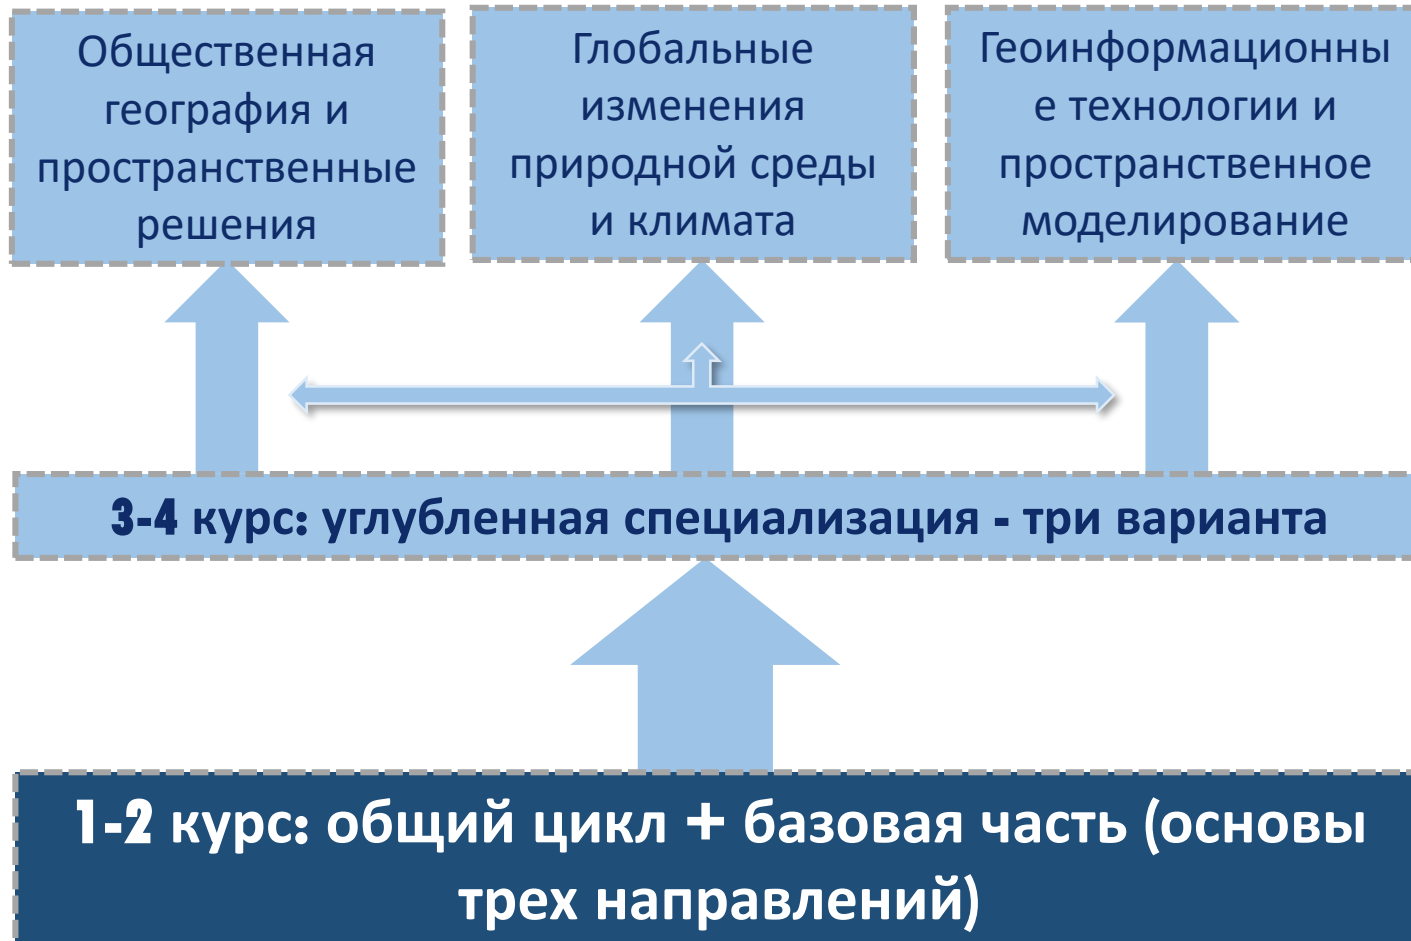 Общественная
география и
пространственные
решения
Глобальные
изменения
природной среды
и климата
Геоинформационны
е технологии и
пространственное
моделирование
3-4 курс: углубленная специализация - три варианта
1-2 курс: общий цикл + базовая часть (основы
трех направлений)